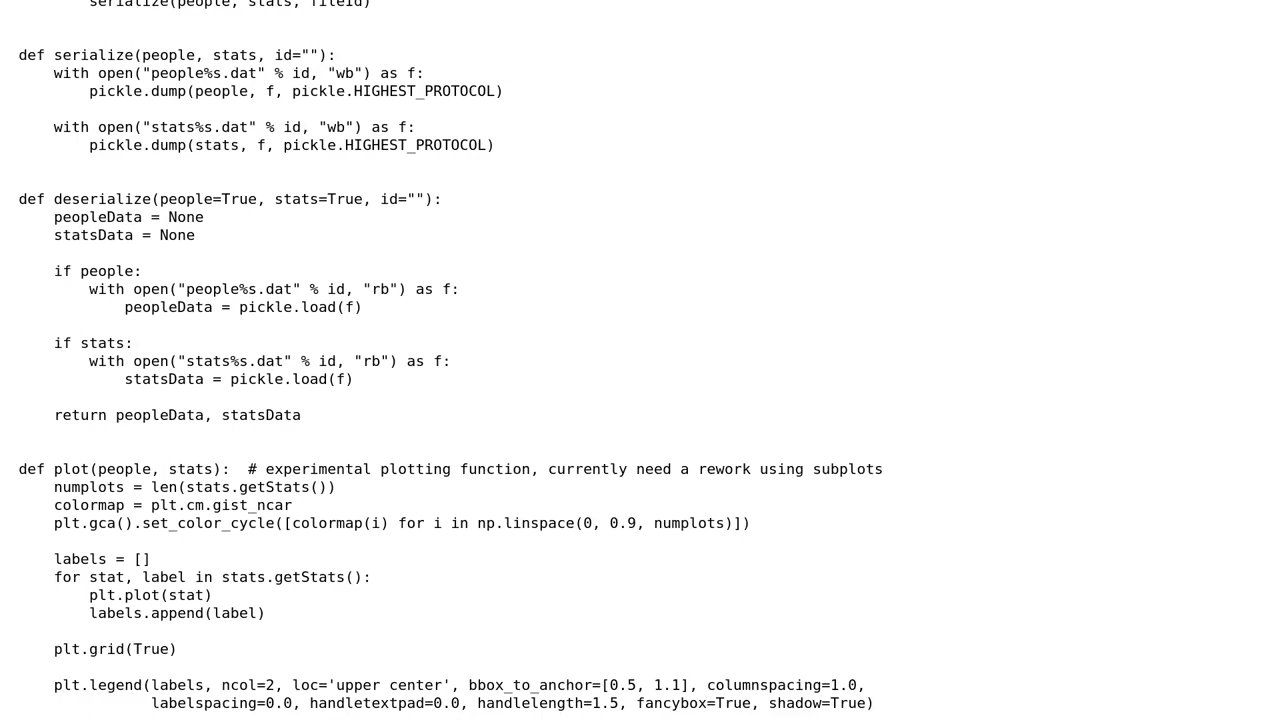 serialize(people, stats, fileId)
def serialize(people, stats, id=""):
    with open("people%s.dat" % id, "wb") as f:
        pickle.dump(people, f, pickle.HIGHEST_PROTOCOL)
    with open("stats%s.dat" % id, "wb") as f:
        pickle.dump(stats, f, pickle.HIGHEST_PROTOCOL)
def deserialize(people=True, stats=True, id=""):
    peopleData = None
    statsData = None
    if people:
        with open("people%s.dat" % id, "rb") as f:
            peopleData = pickle.load(f)
    if stats:
        with open("stats%s.dat" % id, "rb") as f:
            statsData = pickle.load(f)
    return peopleData, statsData
def plot(people, stats):  # experimental plotting function, currently need a rework using subplots
    numplots = len(stats.getStats())
    colormap = plt.cm.gist_ncar
    plt.gca().set_color_cycle([colormap(i) for i in np.linspace(0, 0.9, numplots)])
    labels = []
    for stat, label in stats.getStats():
        plt.plot(stat)
        labels.append(label)
    plt.grid(True)
    plt.legend(labels, ncol=2, loc='upper center', bbox_to_anchor=[0.5, 1.1], columnspacing=1.0,
               labelspacing=0.0, handletextpad=0.0, handlelength=1.5, fancybox=True, shadow=True)